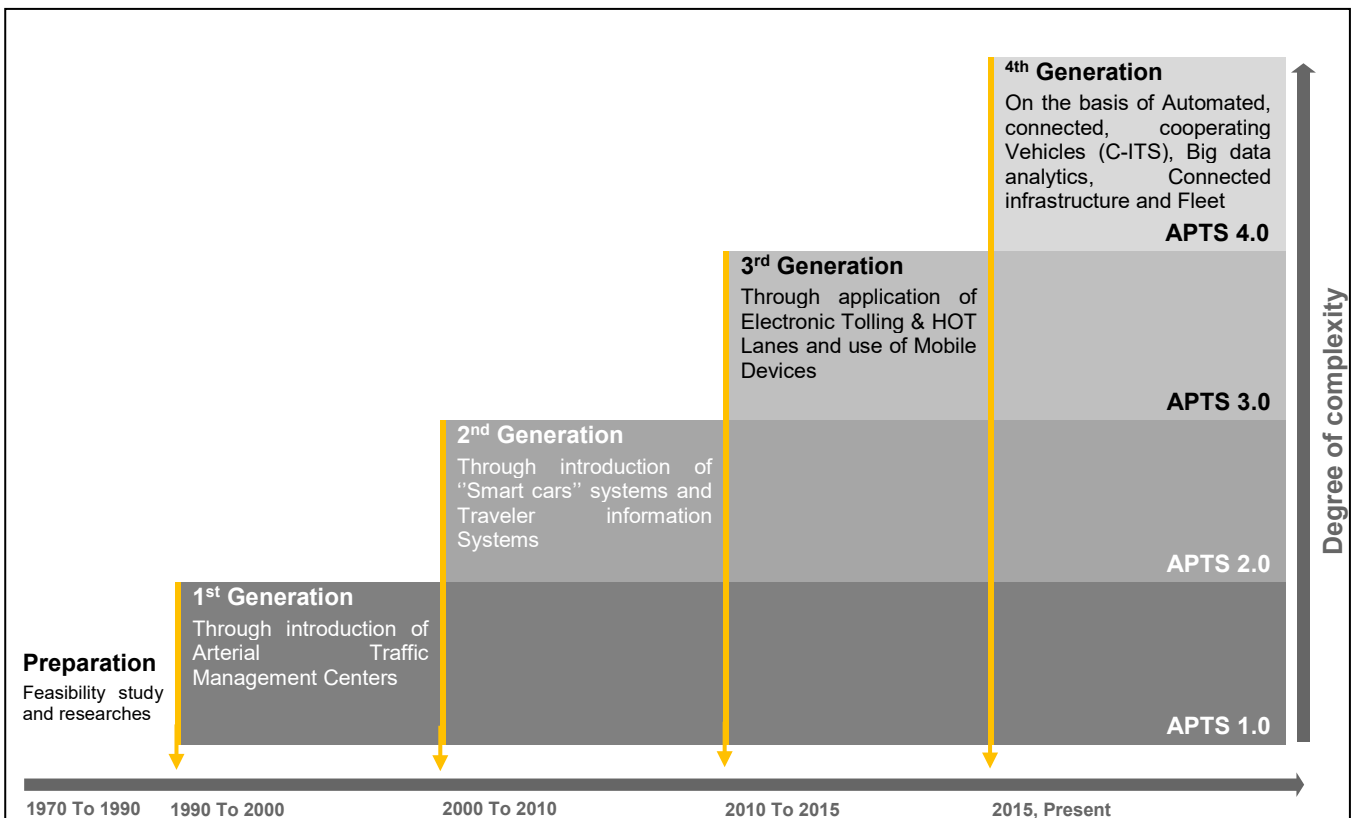 4th Generation
On the basis of Automated,
connected, cooperating
Vehicles (C-ITS), Big data
analytics, Connected
infrastructure and Fleet
APTS 4.0
3rd Generation
Through application of
Electronic Tolling & HOT
Lanes and use of Mobile
Devices
APTS 3.0
2nd Generation
Through introduction of
‘’Smart cars’’ systems and
Traveler information
Systems
APTS 2.0
1st Generation
Through introduction of
Arterial Traffic
Management Centers
APTS 1.0
Preparation
Feasibility study
and researches
Degree of complexity
1970 To 1990
1990 To 2000
2000 To 2010
2010 To 2015
2015, Present